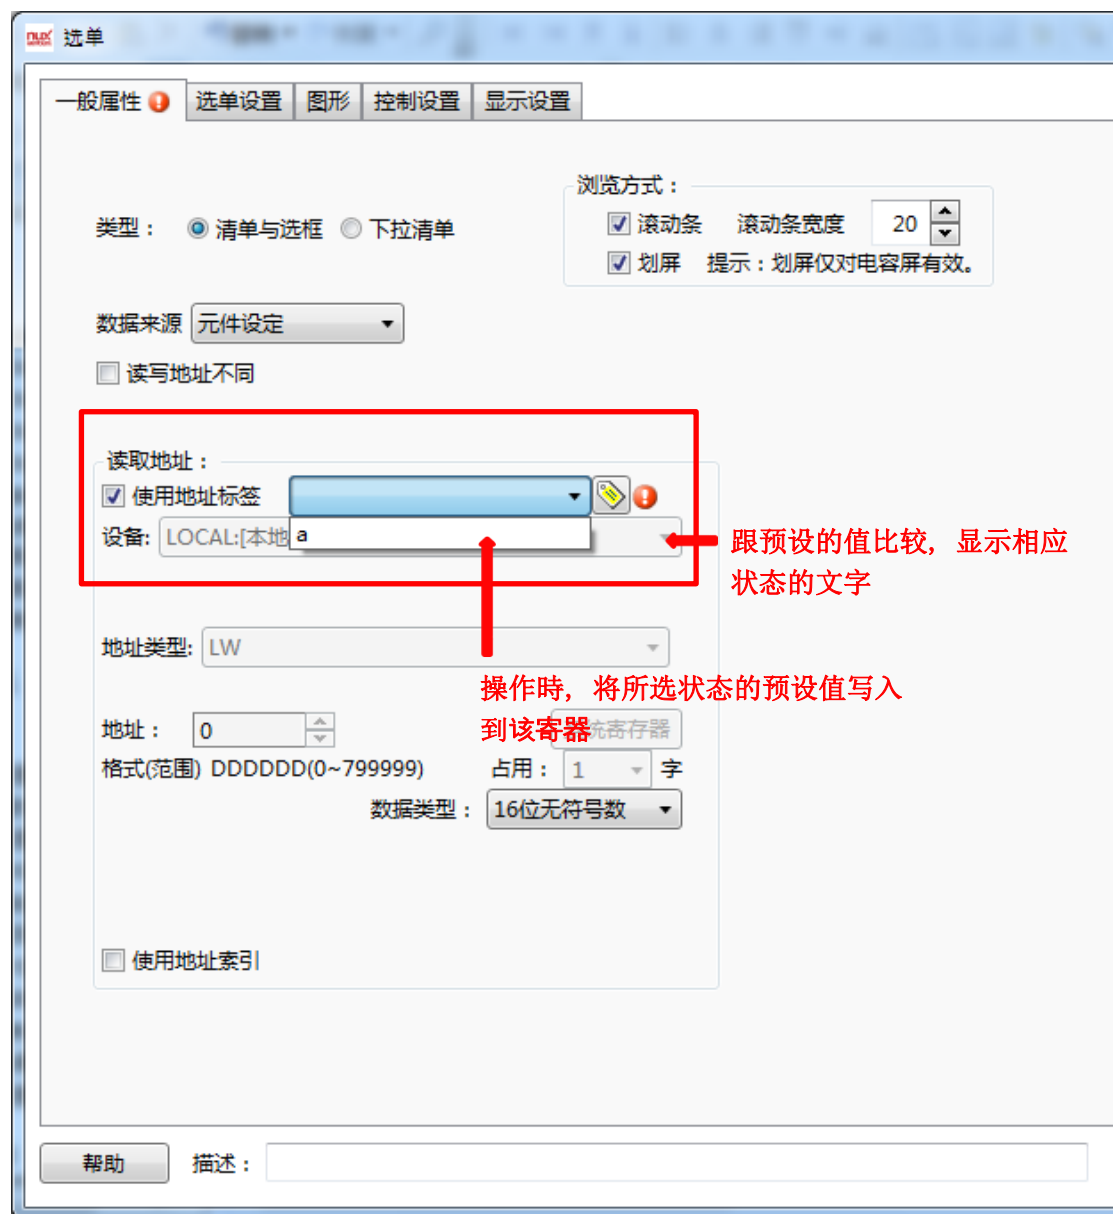 选单
一般属性 选单设置 图形 控制设置 显示设置
浏览方式：
类型： 清单与选框 下拉清单
滚动条 滚动条宽度 20
划屏 提示：划屏仅对电容屏有效。
数据来源 元件设定
读写地址不同
读取地址：
使用地址标签
设备: LOCAL:[本地
a
跟预设的值比较, 显示相应
状态的文字
地址类型: LW
操作時, 将所选状态的预设值写入
到该寄器
地址： 0 统寄存器
格式(范围) DDDDDD(0~799999) 占用： 1 字
数据类型： 16位无符号数
使用地址索引
帮助 描述：